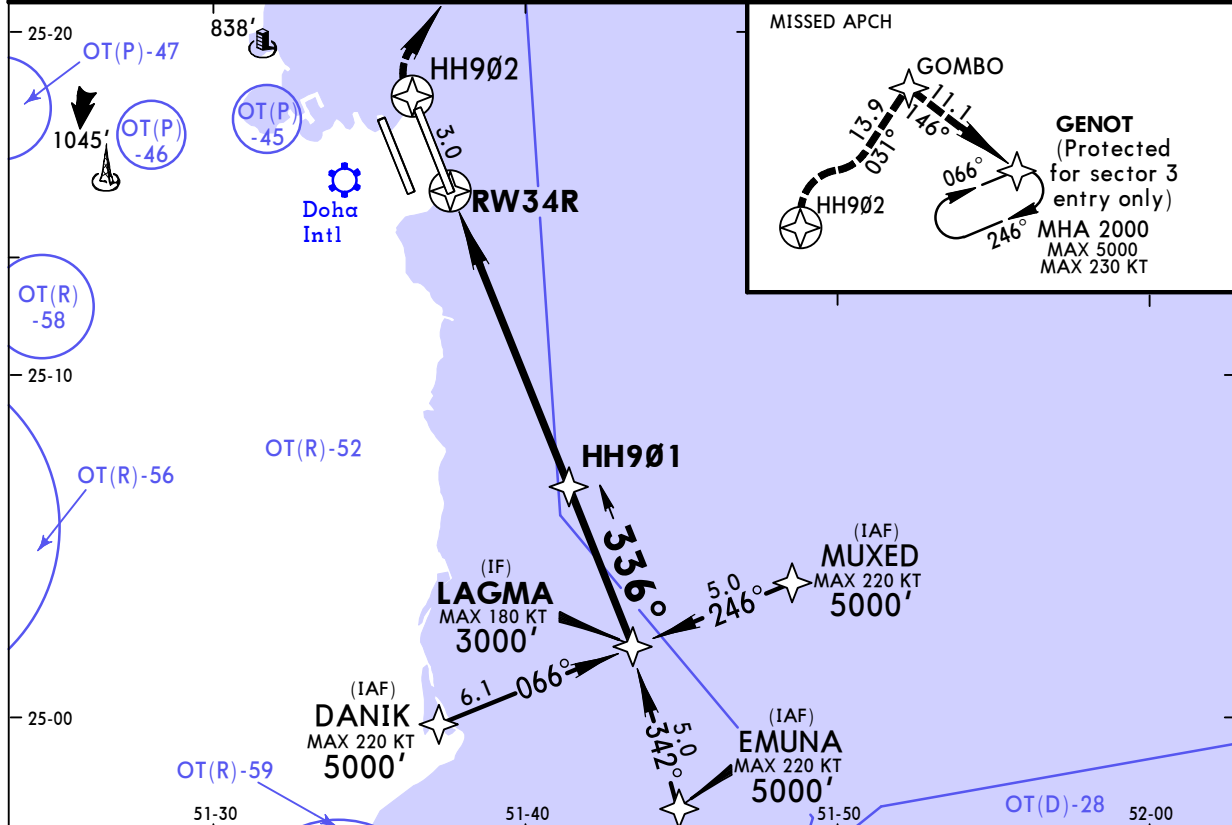 25-20
838'
OT(P)-47
1045'
OT(P)
-46
OT(P)
-45
HH9Ø2
3.0
RW34R
Doha
Intl
MISSED APCH
GOMBO
13.9
031°
11.1
146°
GENOT
(Protected
for sector 3
entry only)
066°
246°
MHA 2000
MAX 5000
MAX 230 KT
HH9Ø2
OT(R)
-58
25-10
OT(R)-52
OT(R)-56
HH9Ø1
336°
(IF)
LAGMA
MAX 180 KT
3000'
(IAF)
MUXED
MAX 220 KT
5000'
5.0
246°
6.1
066°
(IAF)
DANIK
MAX 220 KT
5000'
25-00
5.0
342°
(IAF)
EMUNA
MAX 220 KT
5000'
OT(R)-59
OT(D)-28
51-30
51-40
51-50
52-00